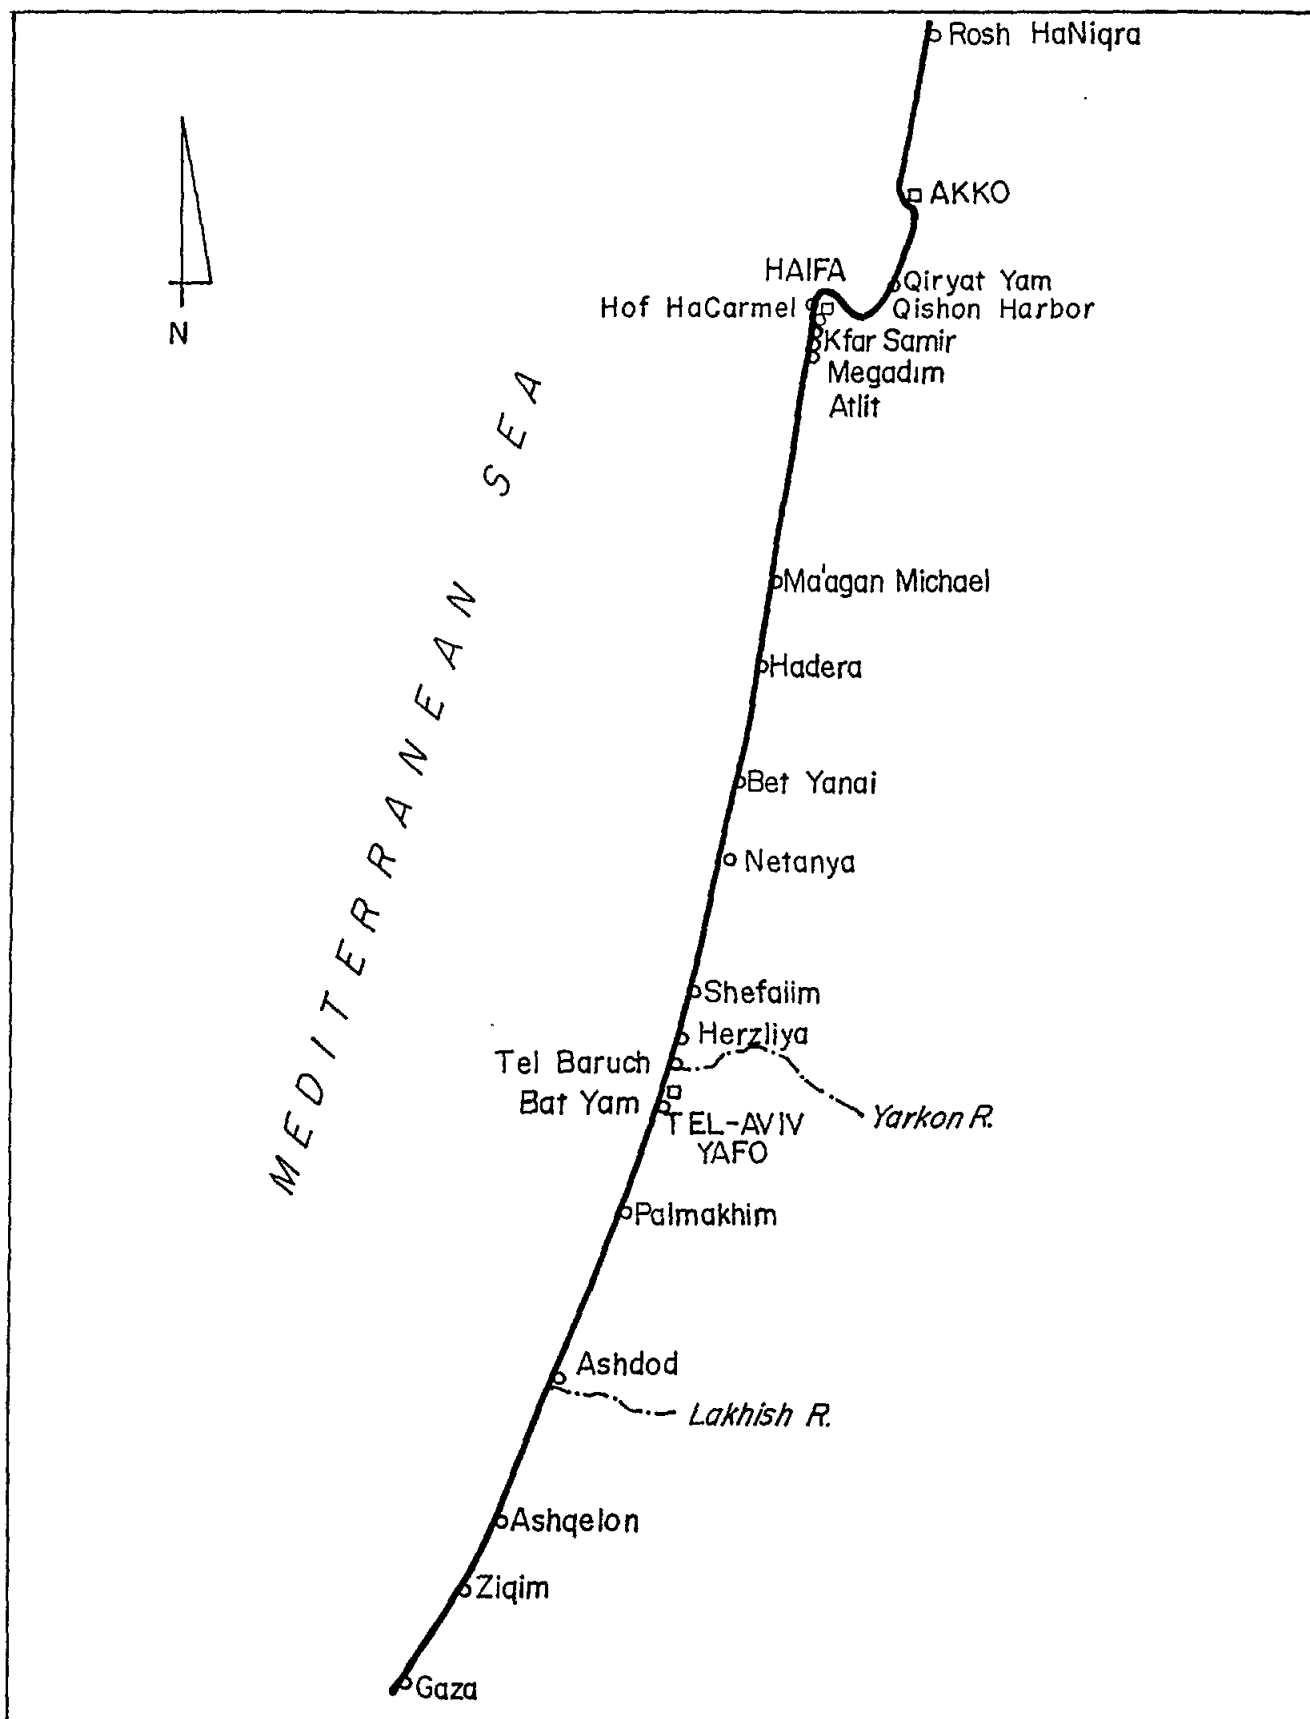 Rosh HaNiqra
AKKO
HAIFA
Qiryat Yam
Hof HaCarmel
Qishon Harbor
Kfar Samir
Megadim
Atlit
N
MEDITERRANEAN SEA
Ma'agan Michael
Hadera
Bet Yanai
Netanya
Shefaiim
Herzliya
Tel Baruch
Bat Yam
Yarkon R.
TEL-AVIV
YAFO
Palmakhim
Ashdod
Lakhish R.
Ashqelon
Ziqim
Gaza